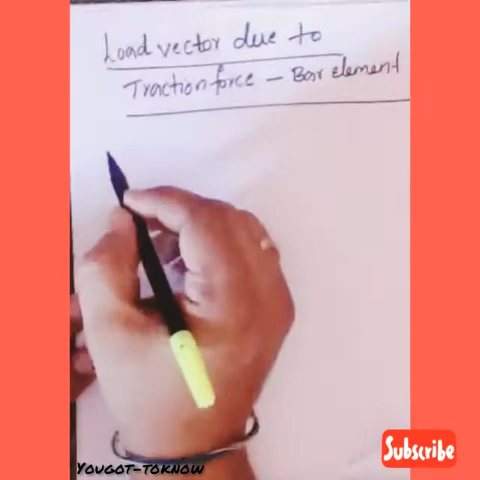 Load vector due to
Traction force - Bar element
Subscribe
Yougot-toknow